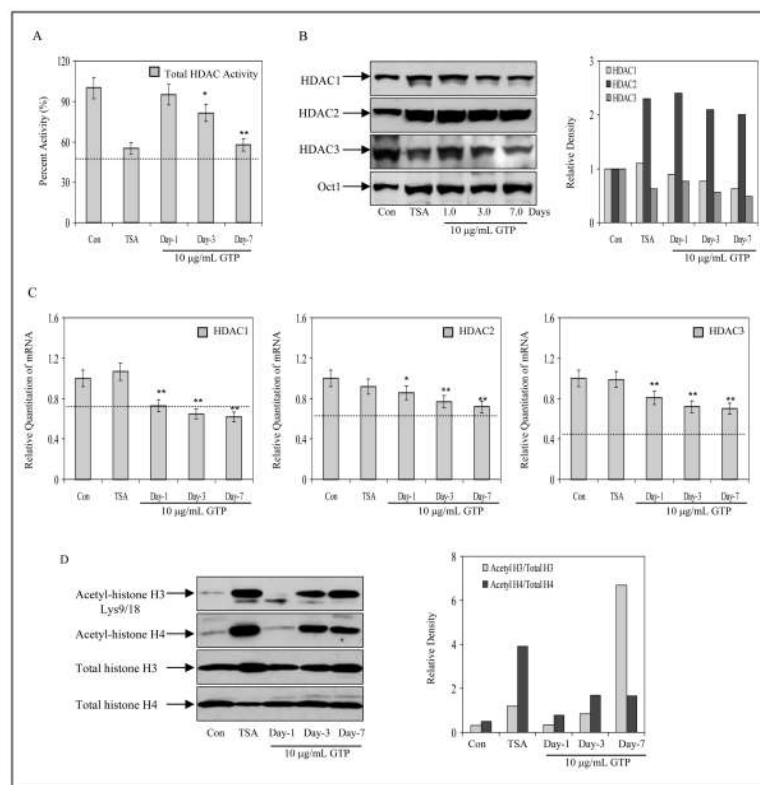 A
Total HDAC Activity
Percent Activity (%)
120
90
60
30
0
*
**
Con TSA Day-1 Day-3 Day-7
10 µg/mL GTP
B
HDAC1
HDAC2
HDAC3
Oct1
Con TSA 1.0 3.0 7.0 Days
10 µg/mL GTP
HDAC1
HDAC2
HDAC3
Relative Density
3
2
1
0
Con TSA Day-1 Day-3 Day-7
10 µg/mL GTP
C
HDAC1
Relative Quantitation of mRNA
1.6
1.2
0.8
0.4
0
** ** **
Con TSA Day-1 Day-3 Day-7
10 µg/mL GTP
HDAC2
Relative Quantitation of mRNA
1.6
1.2
0.8
0.4
0
* ** **
Con TSA Day-1 Day-3 Day-7
10 µg/mL GTP
HDAC3
Relative Quantitation of mRNA
1.6
1.2
0.8
0.4
0
** ** **
Con TSA Day-1 Day-3 Day-7
10 µg/mL GTP
D
Acetyl-histone H3
Lys9/18
Acetyl-histone H4
Total histone H3
Total histone H4
Con TSA Day-1 Day-3 Day-7
10 µg/mL GTP
Acetyl H3/Total H3
Acetyl H4/Total H4
Relative Density
8
6
4
2
0
Con TSA Day-1 Day-3 Day-7
10 µg/mL GTP